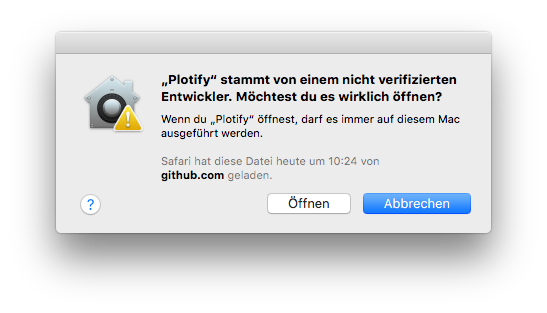 „Plotify“ stammt von einem nicht verifizierten
Entwickler. Möchtest du es wirklich öffnen?
Wenn du „Plotify“ öffnest, darf es immer auf diesem Mac
ausgeführt werden.
Safari hat diese Datei heute um 10:24 von
github.com geladen.
?
Öffnen
Abbrechen